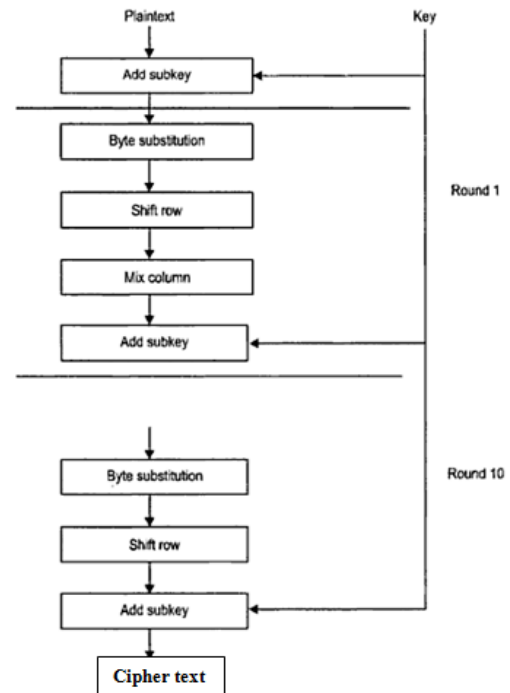 Plaintext Key
Add subkey
Byte substitution
Round 1
Shift row
Mix column
Add subkey
Byte substitution
Round 10
Shift row
Add subkey
Cipher text